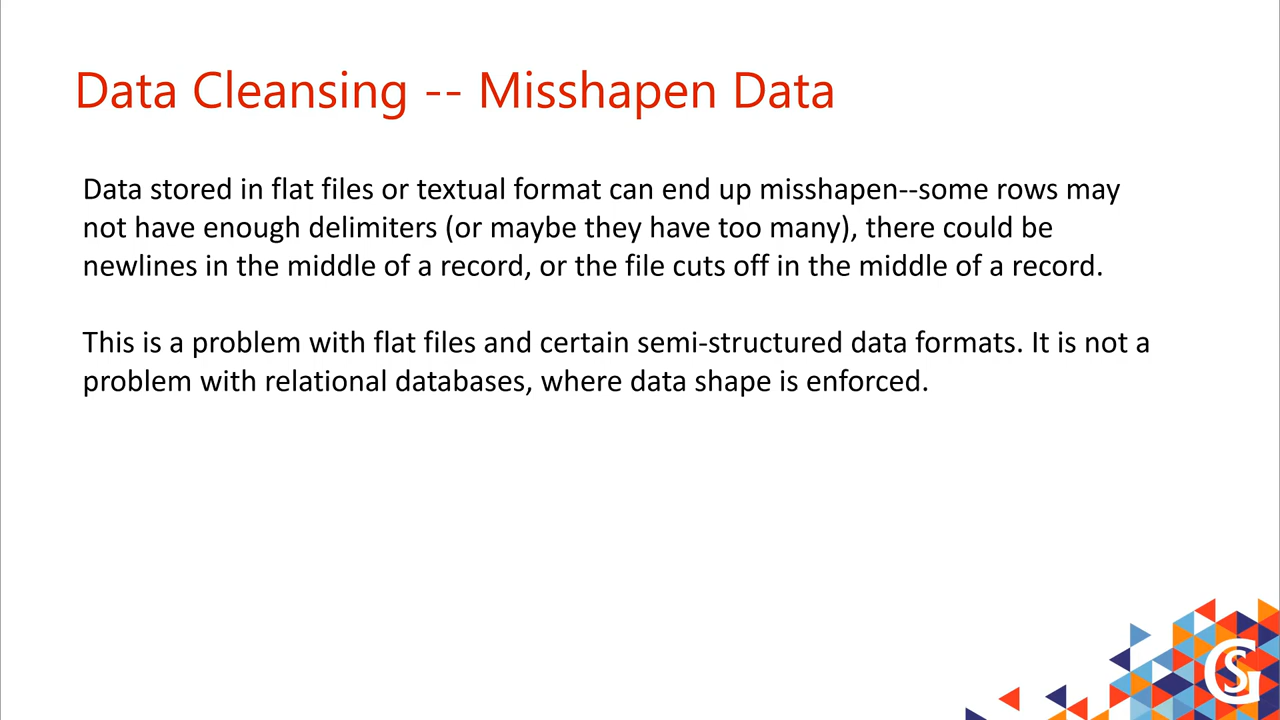 Data Cleansing -- Misshapen Data
Data stored in flat files or textual format can end up misshapen--some rows may
not have enough delimiters (or maybe they have too many), there could be
newlines in the middle of a record, or the file cuts off in the middle of a record.
This is a problem with flat files and certain semi-structured data formats. It is not a
problem with relational databases, where data shape is enforced.
GS